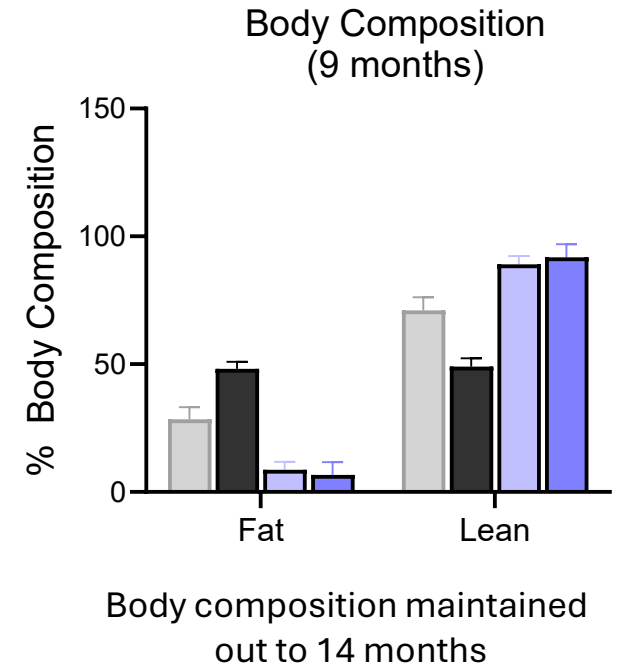 Body Composition
(9 months)
% Body Composition
150
100
50
0
Fat
Lean
Body composition maintained
out to 14 months